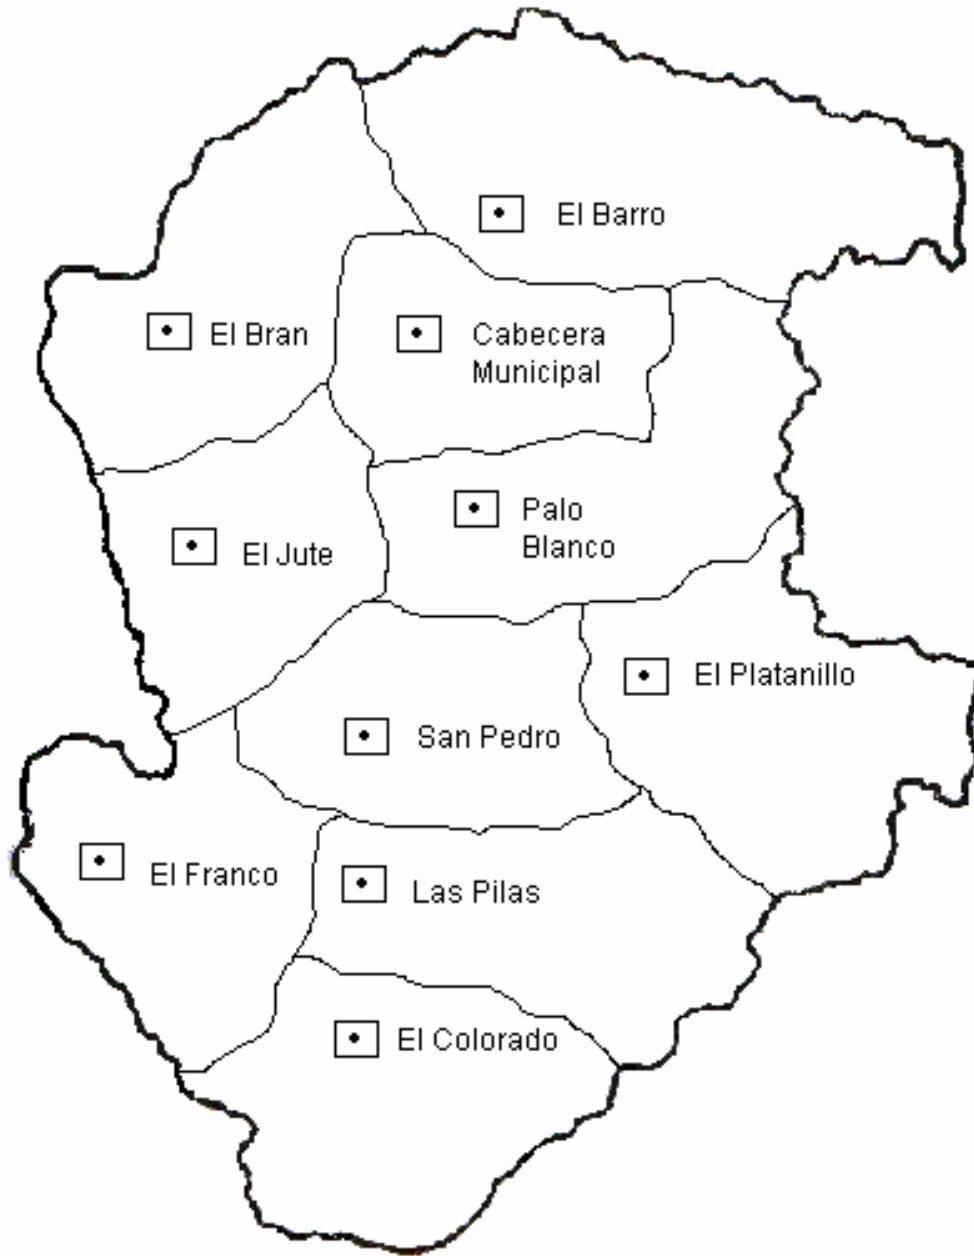 El Barro
El Bran
Cabecera
Municipal
Palo
Blanco
El Jute
El Platanillo
San Pedro
El Franco
Las Pilas
El Colorado